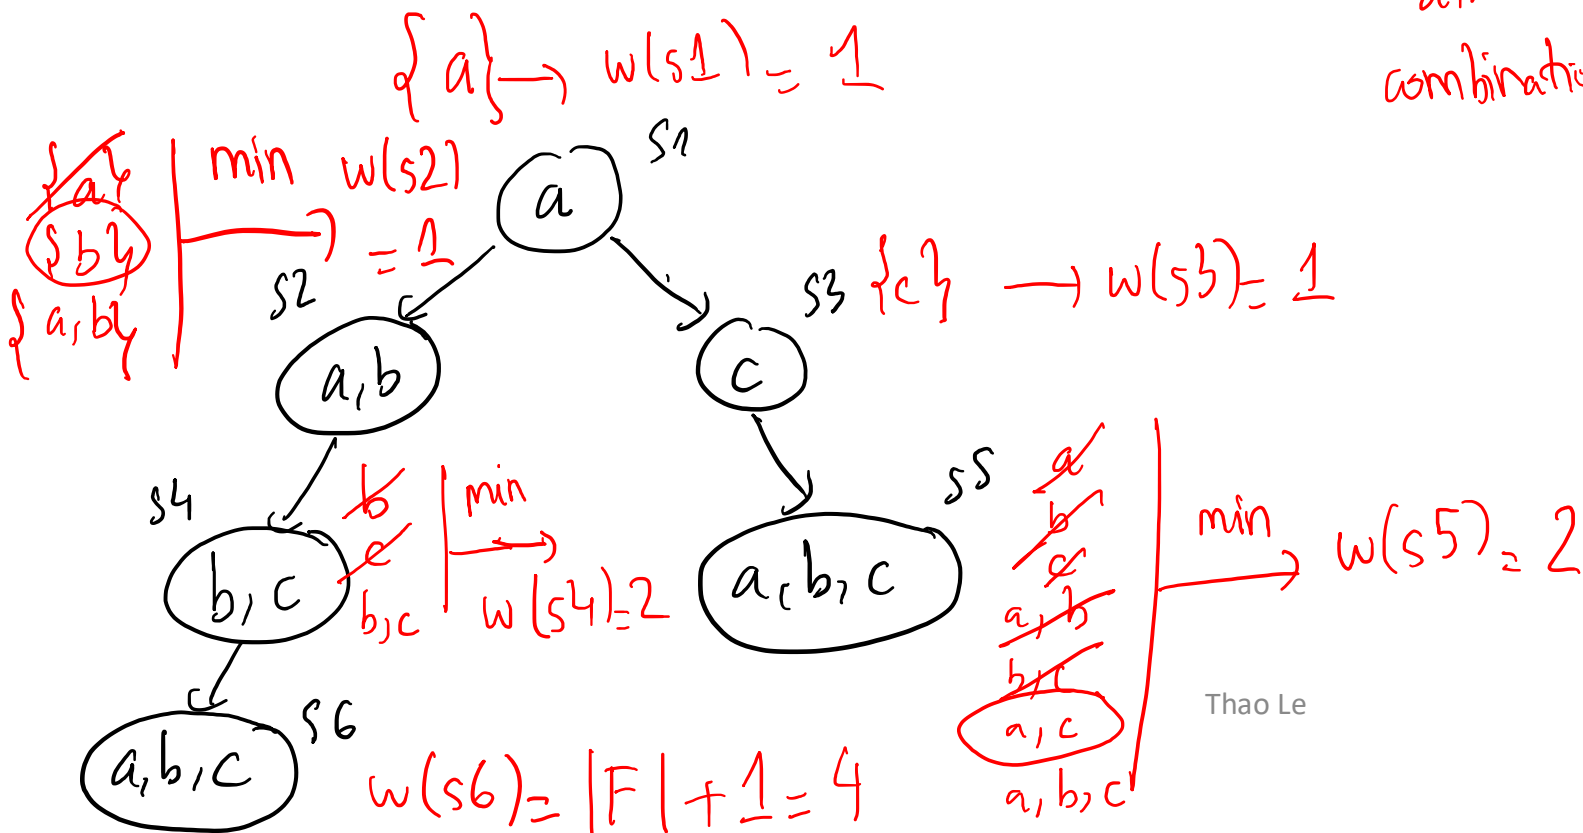 {a} → w(s1) = 1
combinatio
{a}
{b}
{a,b}
min
w(s2)
= 1
a
s1
s2
a,b
s3
{c} → w(s3) = 1
c
s4
b, c
b
c
b,c
min
w(s4)=2
s5
a,b,c
a
b
c
a, b
b, c
a, c
a, b, c
min
w(s5) = 2
Thao Le
s6
a,b,c
w(s6) = |F| + 1 = 4